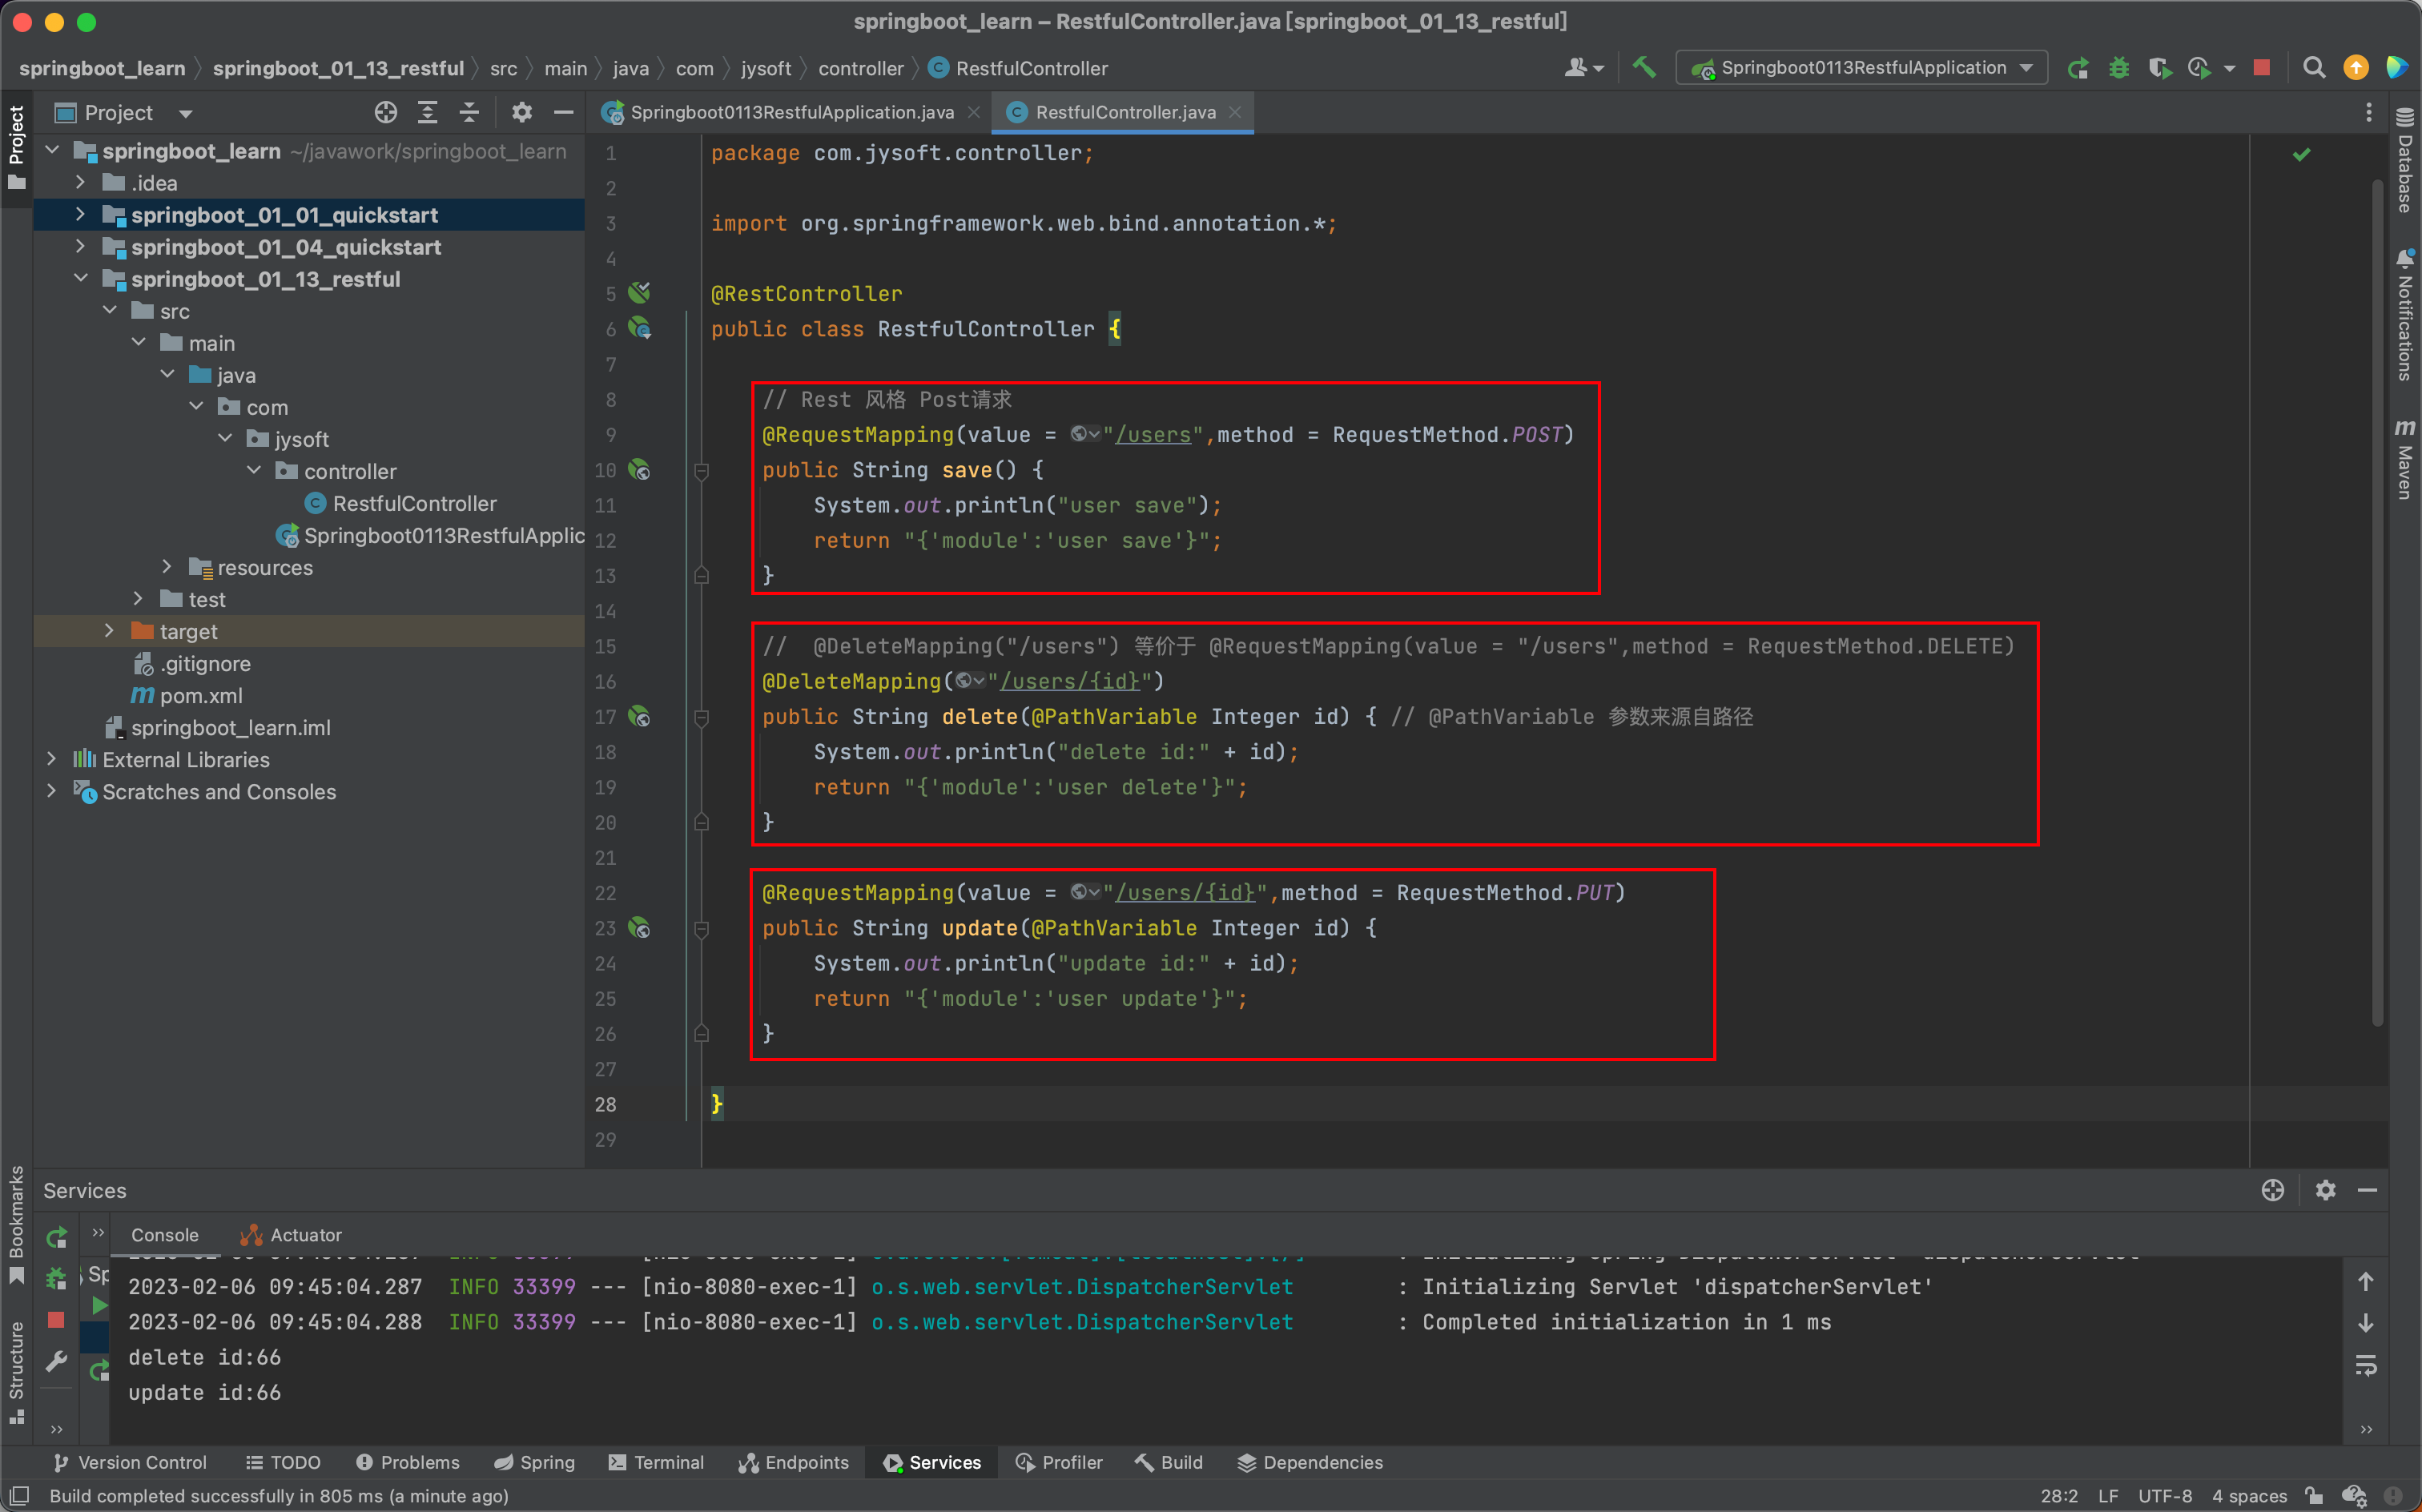 springboot_learn – RestfulController.java [springboot_01_13_restful]
springboot_learn springboot_01_13_restful src main java com jysoft controller RestfulController
Springboot0113RestfulApplication
Project
Project
Springboot0113RestfulApplication.java
RestfulController.java
springboot_learn ~/javawork/springboot_learn
.idea
springboot_01_01_quickstart
springboot_01_04_quickstart
springboot_01_13_restful
src
main
java
com
jysoft
controller
RestfulController
Springboot0113RestfulApplic
resources
test
target
.gitignore
pom.xml
springboot_learn.iml
External Libraries
Scratches and Consoles
1 package com.jysoft.controller;
2
3 import org.springframework.web.bind.annotation.*;
4
5 @RestController
6 public class RestfulController {
7
8 // Rest 风格 Post请求
9 @RequestMapping(value = "/users",method = RequestMethod.POST)
10 public String save() {
11 System.out.println("user save");
12 return "{'module':'user save'}";
13 }
14
15 // @DeleteMapping("/users") 等价于 @RequestMapping(value = "/users",method = RequestMethod.DELETE)
16 @DeleteMapping("/users/{id}")
17 public String delete(@PathVariable Integer id) { // @PathVariable 参数来源自路径
18 System.out.println("delete id:" + id);
19 return "{'module':'user delete'}";
20 }
21
22 @RequestMapping(value = "/users/{id}",method = RequestMethod.PUT)
23 public String update(@PathVariable Integer id) {
24 System.out.println("update id:" + id);
25 return "{'module':'user update'}";
26 }
27
28 }
29
Database
Notifications
Maven
Bookmarks
Structure
Services
Console
Actuator
Sp
2023-02-06 09:45:04.287 INFO 33399 --- [nio-8080-exec-1] o.s.web.servlet.DispatcherServlet : Initializing Servlet 'dispatcherServlet'
2023-02-06 09:45:04.288 INFO 33399 --- [nio-8080-exec-1] o.s.web.servlet.DispatcherServlet : Completed initialization in 1 ms
delete id:66
update id:66
Version Control TODO Problems Spring Terminal Endpoints Services Profiler Build Dependencies
Build completed successfully in 805 ms (a minute ago)
28:2 LF UTF-8 4 spaces